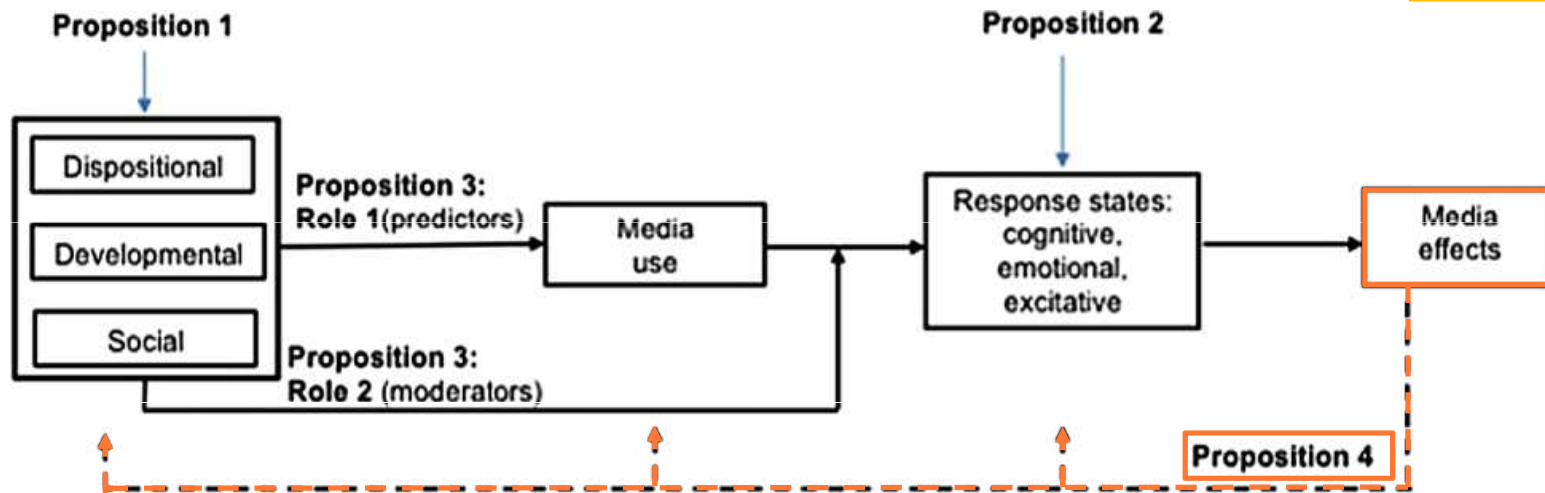 Proposition 1
Proposition 2
Dispositional
Developmental
Social
Proposition 3:
Role 1(predictors)
Media
use
Response states:
cognitive,
emotional,
excitative
Media
effects
Proposition 3:
Role 2 (moderators)
Proposition 4